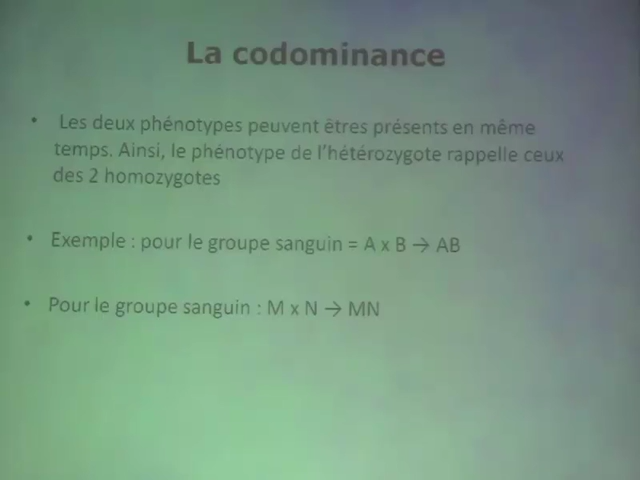 La codominance
• Les deux phénotypes peuvent êtres présents en même
temps. Ainsi, le phénotype de l'hétérozygote rappelle ceux
des 2 homozygotes
• Exemple : pour le groupe sanguin = A x B → AB
• Pour le groupe sanguin : M x N → MN